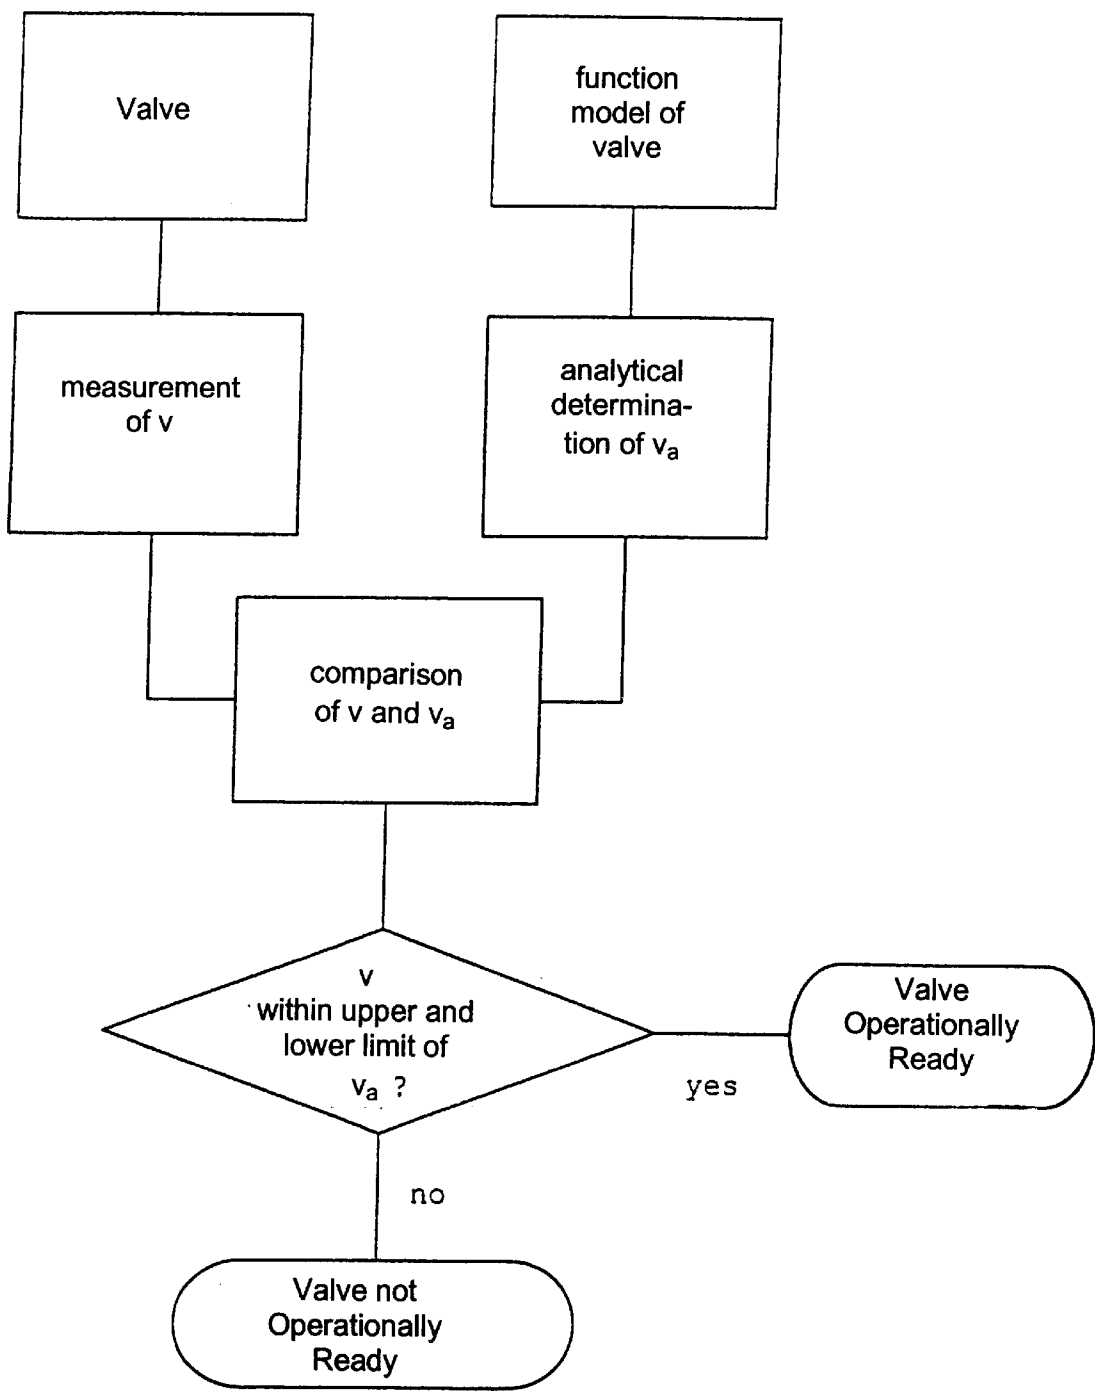 Valve
function
model of
valve
measurement
of v
analytical
determina-
tion of vₐ
comparison
of v and vₐ
v
within upper and
lower limit of
vₐ ?
yes
Valve
Operationally
Ready
no
Valve not
Operationally
Ready